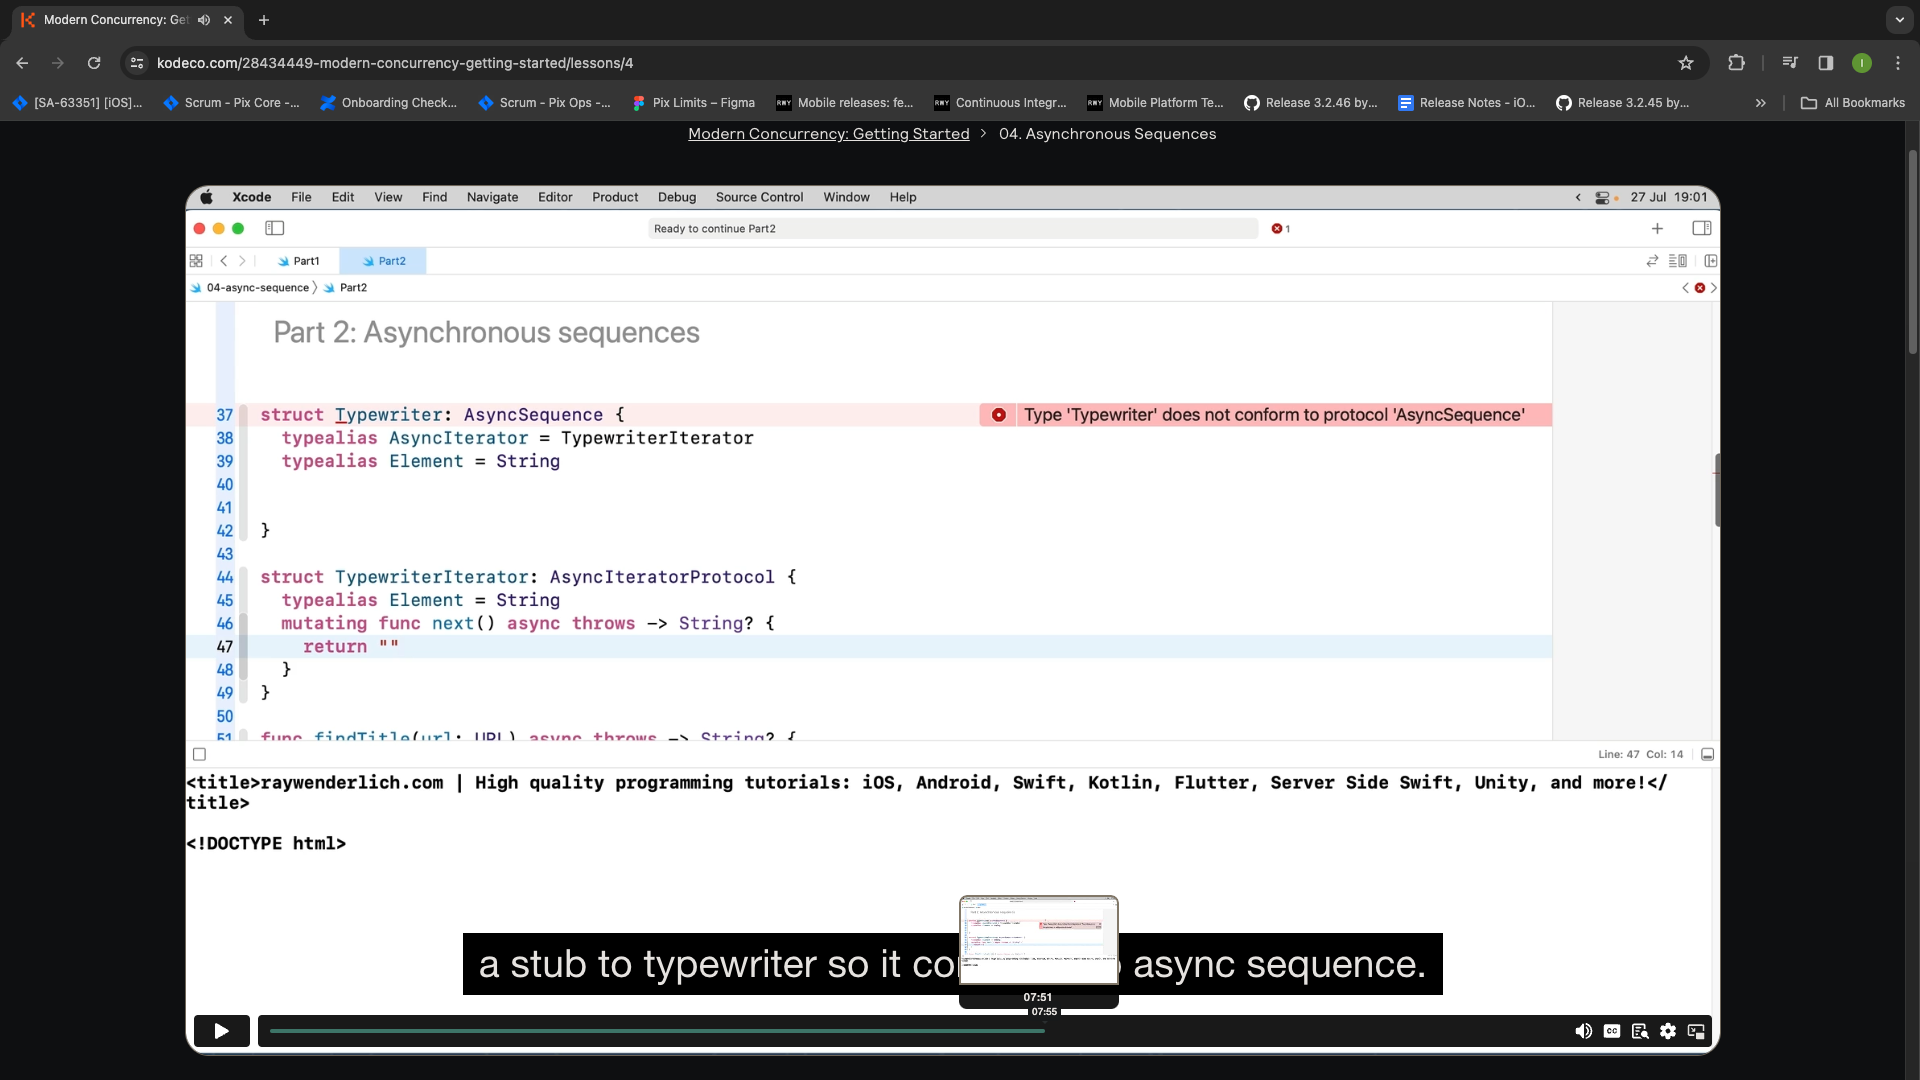 Modern Concurrency: Get
kodeco.com/28434449-modern-concurrency-getting-started/lessons/4
I
[SA-63351] [iOS]...
Scrum - Pix Core -...
Onboarding Check...
Scrum - Pix Ops -...
Pix Limits – Figma
Mobile releases: fe...
Continuous Integr...
Mobile Platform Te...
Release 3.2.46 by...
Release Notes - iO...
Release 3.2.45 by...
»
All Bookmarks
Modern Concurrency: Getting Started > 04. Asynchronous Sequences
Xcode File Edit View Find Navigate Editor Product Debug Source Control Window Help
27 Jul 19:01
Ready to continue Part2
1
Part1
Part2
04-async-sequence 〉 Part2
Part 2: Asynchronous sequences
37 struct Typewriter: AsyncSequence {
Type 'Typewriter' does not conform to protocol 'AsyncSequence'
38 typealias AsyncIterator = TypewriterIterator
39 typealias Element = String
40
41
42 }
43
44 struct TypewriterIterator: AsyncIteratorProtocol {
45 typealias Element = String
46 mutating func next() async throws -> String? {
47 return ""
48 }
49 }
50
51 func findTitle(url: URL) async throws -> String? {
Line: 47 Col: 14
<title>raywenderlich.com | High quality programming tutorials: iOS, Android, Swift, Kotlin, Flutter, Server Side Swift, Unity, and more!</
title>
<!DOCTYPE html>
a stub to typewriter so it co
async sequence.
07:51
07:55
CC